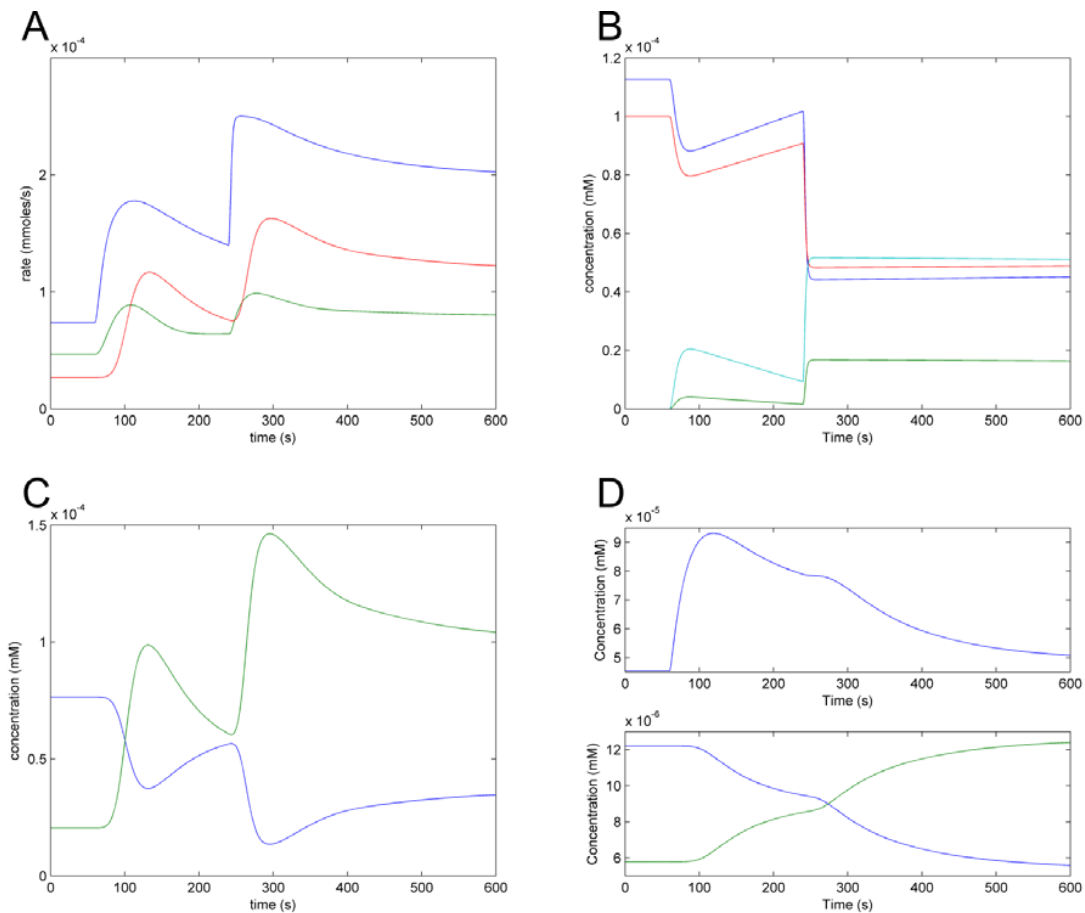 A
x 10⁻⁴
rate (mmoles/s)
4
2
1
0
0 100 200 300 400 500 600
time (s)
B
x 10⁻⁴
concentration (mM)
1.2
1
0.8
0.6
0.4
0.2
0
0 100 200 300 400 500 600
Time (s)
C
x 10⁻⁴
concentration (mM)
1.5
1
0.5
0
0 100 200 300 400 500 600
time (s)
D
x 10⁻⁵
Concentration (mM)
9
8
7
6
5
0 100 200 300 400 500 600
Time (s)
x 10⁻⁶
Concentration (mM)
12
10
8
6
0 100 200 300 400 500 600
Time (s)